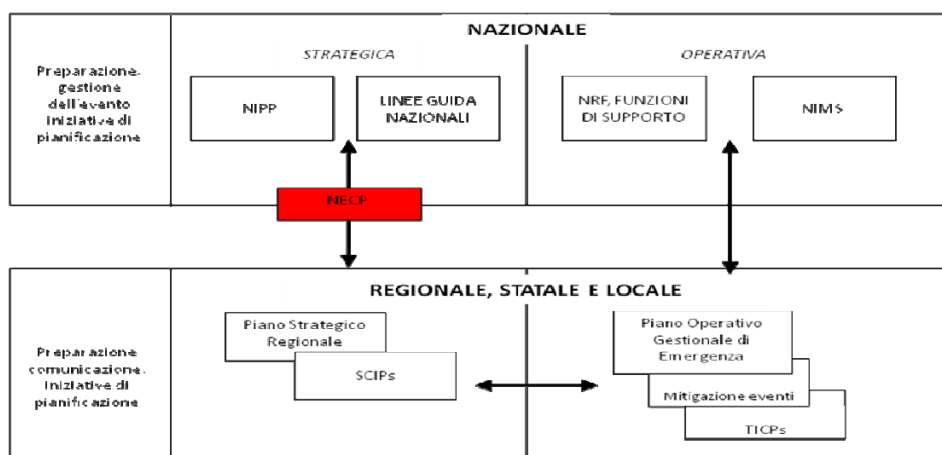 NAZIONALE
STRATEGICA
OPERATIVA
Preparazione.
gestione
dell'evento
Iniziative di
pianificazione
NIPP
LINEE GUIDA
NAZIONALI
NRF, FUNZIONI
DI SUPPORTO
NIMS
NECP
REGIONALE, STATALE E LOCALE
Preparazione
comunicazione.
Iniziative di
pianificazione
Piano Strategico
Regionale
SCIPs
Piano Operativo
Gestionale di
Emergenza
Mitigazione eventi
TICPs